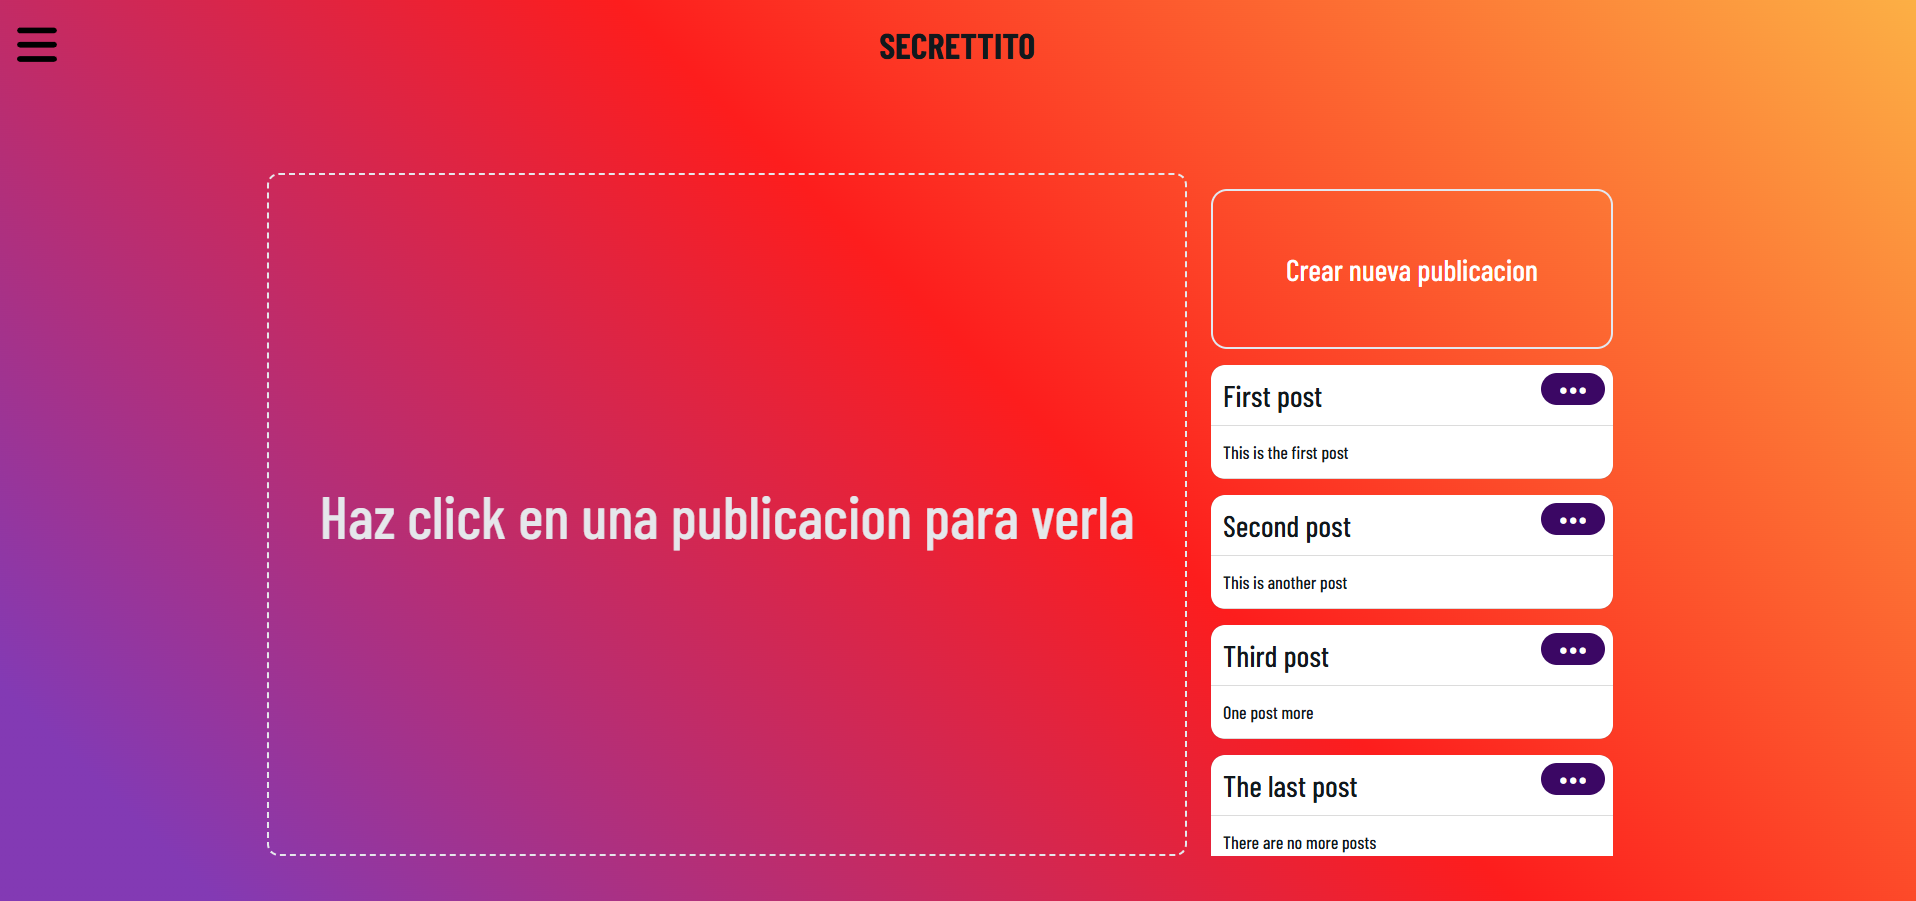 SECRETTITO
Haz click en una publicacion para verla
Crear nueva publicacion
First post
This is the first post
Second post
This is another post
Third post
One post more
The last post
There are no more posts